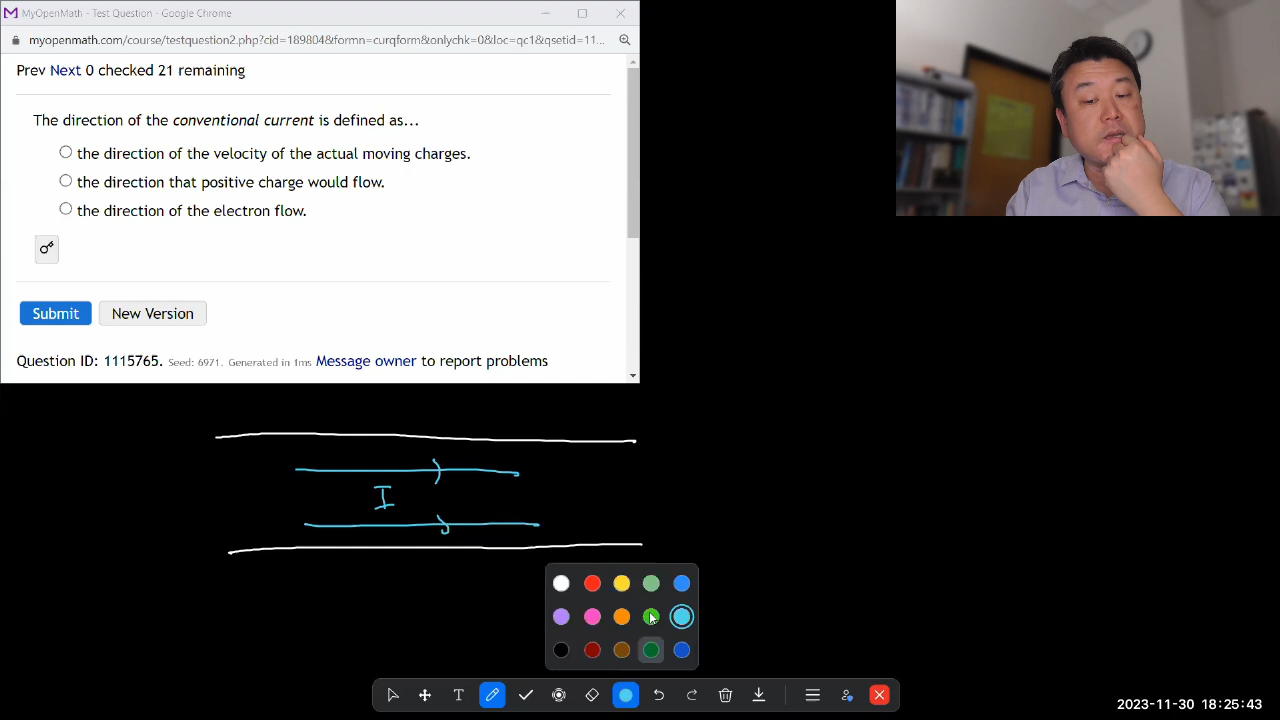 MyOpenMath - Test Question - Google Chrome
myopenmath.com/course/testquestion2.php?cid=189804&formn=curqform&onlychk=0&loc=qc1&qsetid=11...
Prev Next 0 checked 21 remaining
The direction of the conventional current is defined as...
the direction of the velocity of the actual moving charges.
the direction that positive charge would flow.
the direction of the electron flow.
Submit New Version
Question ID: 1115765. Seed: 6971. Generated in 1ms Message owner to report problems
I
T
2023-11-30 18:25:43